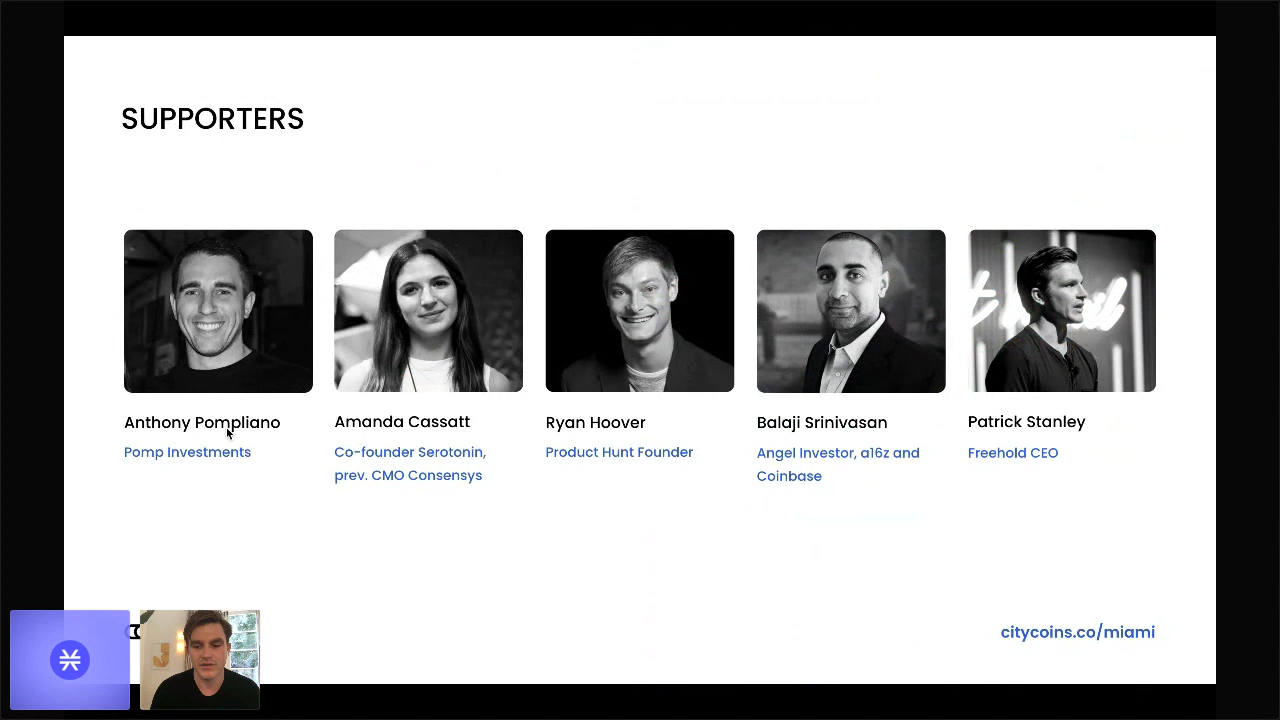 SUPPORTERS
Anthony Pompliano
Pomp Investments
Amanda Cassatt
Co-founder Serotonin,
prev. CMO Consensys
Ryan Hoover
Product Hunt Founder
Balaji Srinivasan
Angel Investor, a16z and
Coinbase
Patrick Stanley
Freehold CEO
citycoins.co/miami